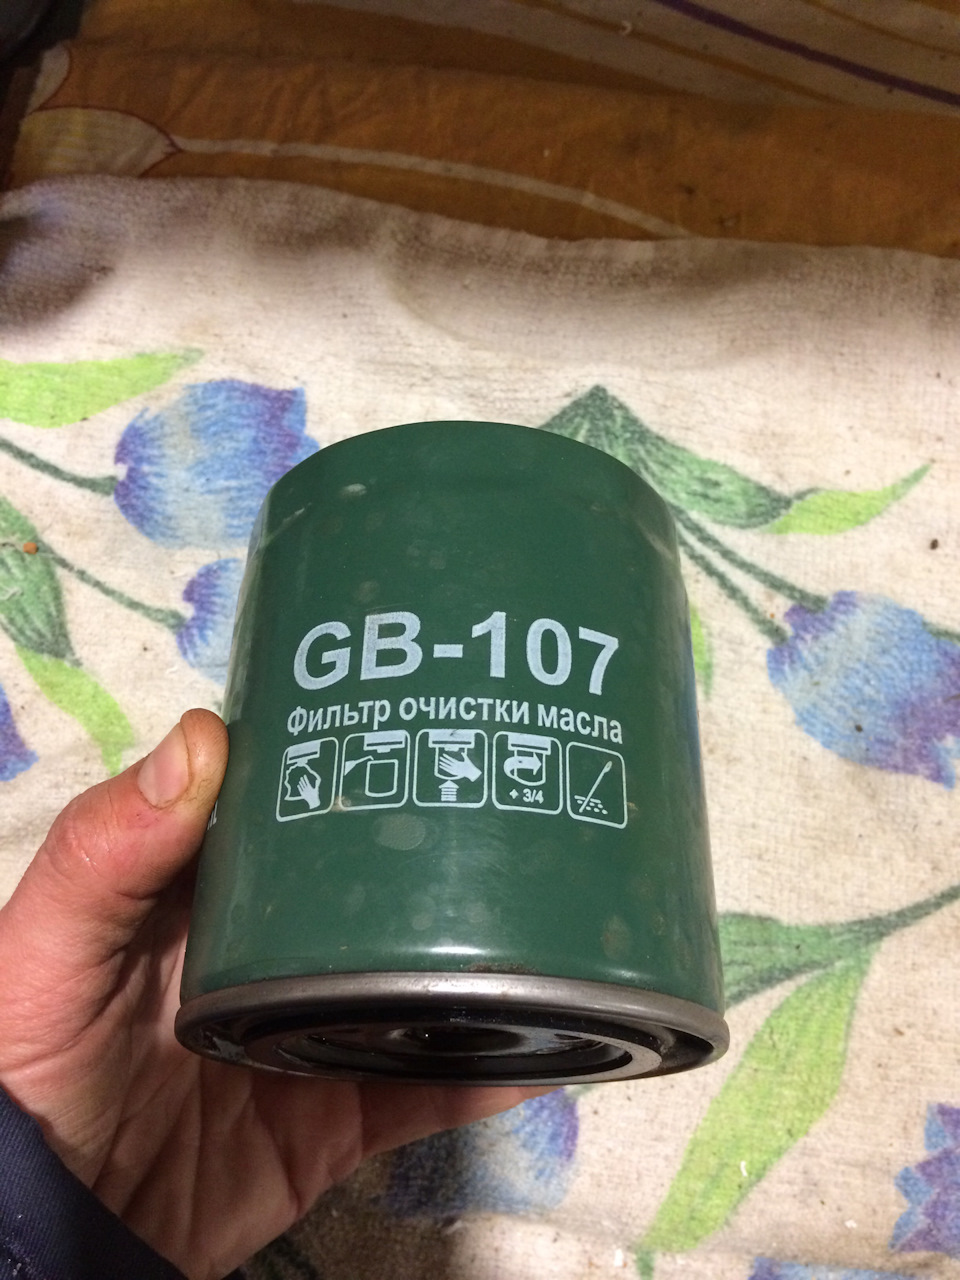 GB-107
Фильтр очистки масла
+ 3/4